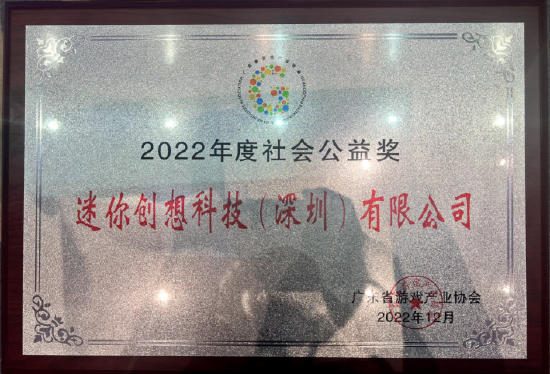 2022年度社会公益奖
迷你创想科技(深圳)有限公司
广东省游戏产业协会
2022年12月